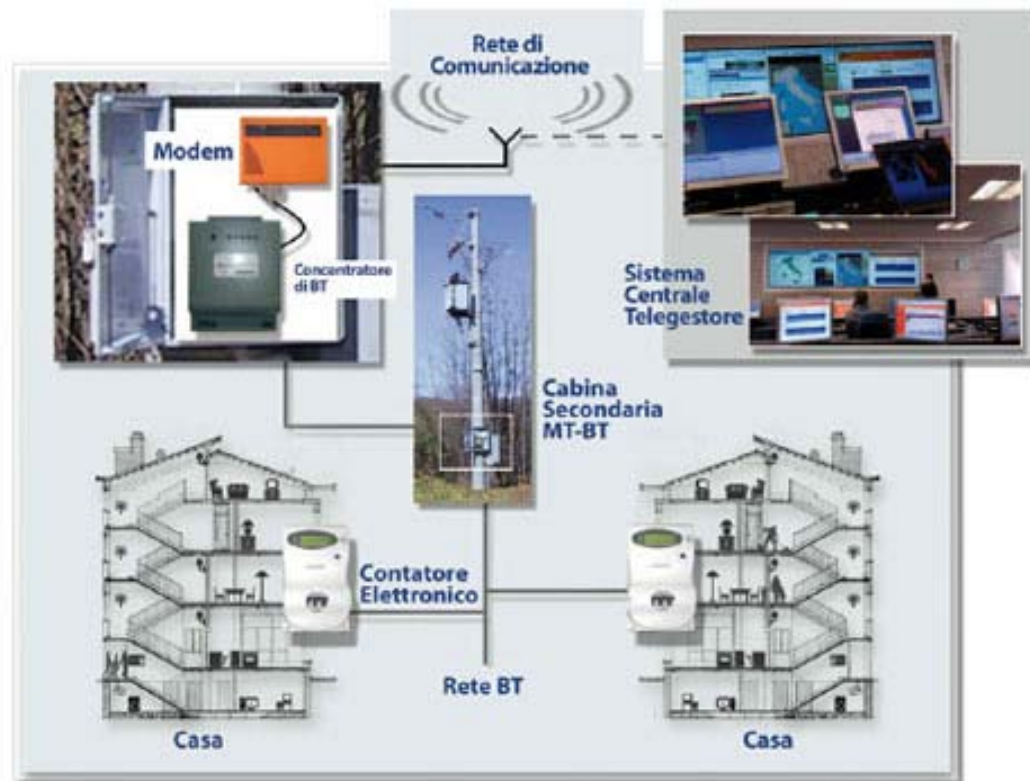 Rete di
Comunicazione
Modem
Concentratore
di BT
Sistema
Centrale
Telegestore
Cabina
Secondaria
MT-BT
Contatore
Elettronico
Rete BT
Casa
Casa